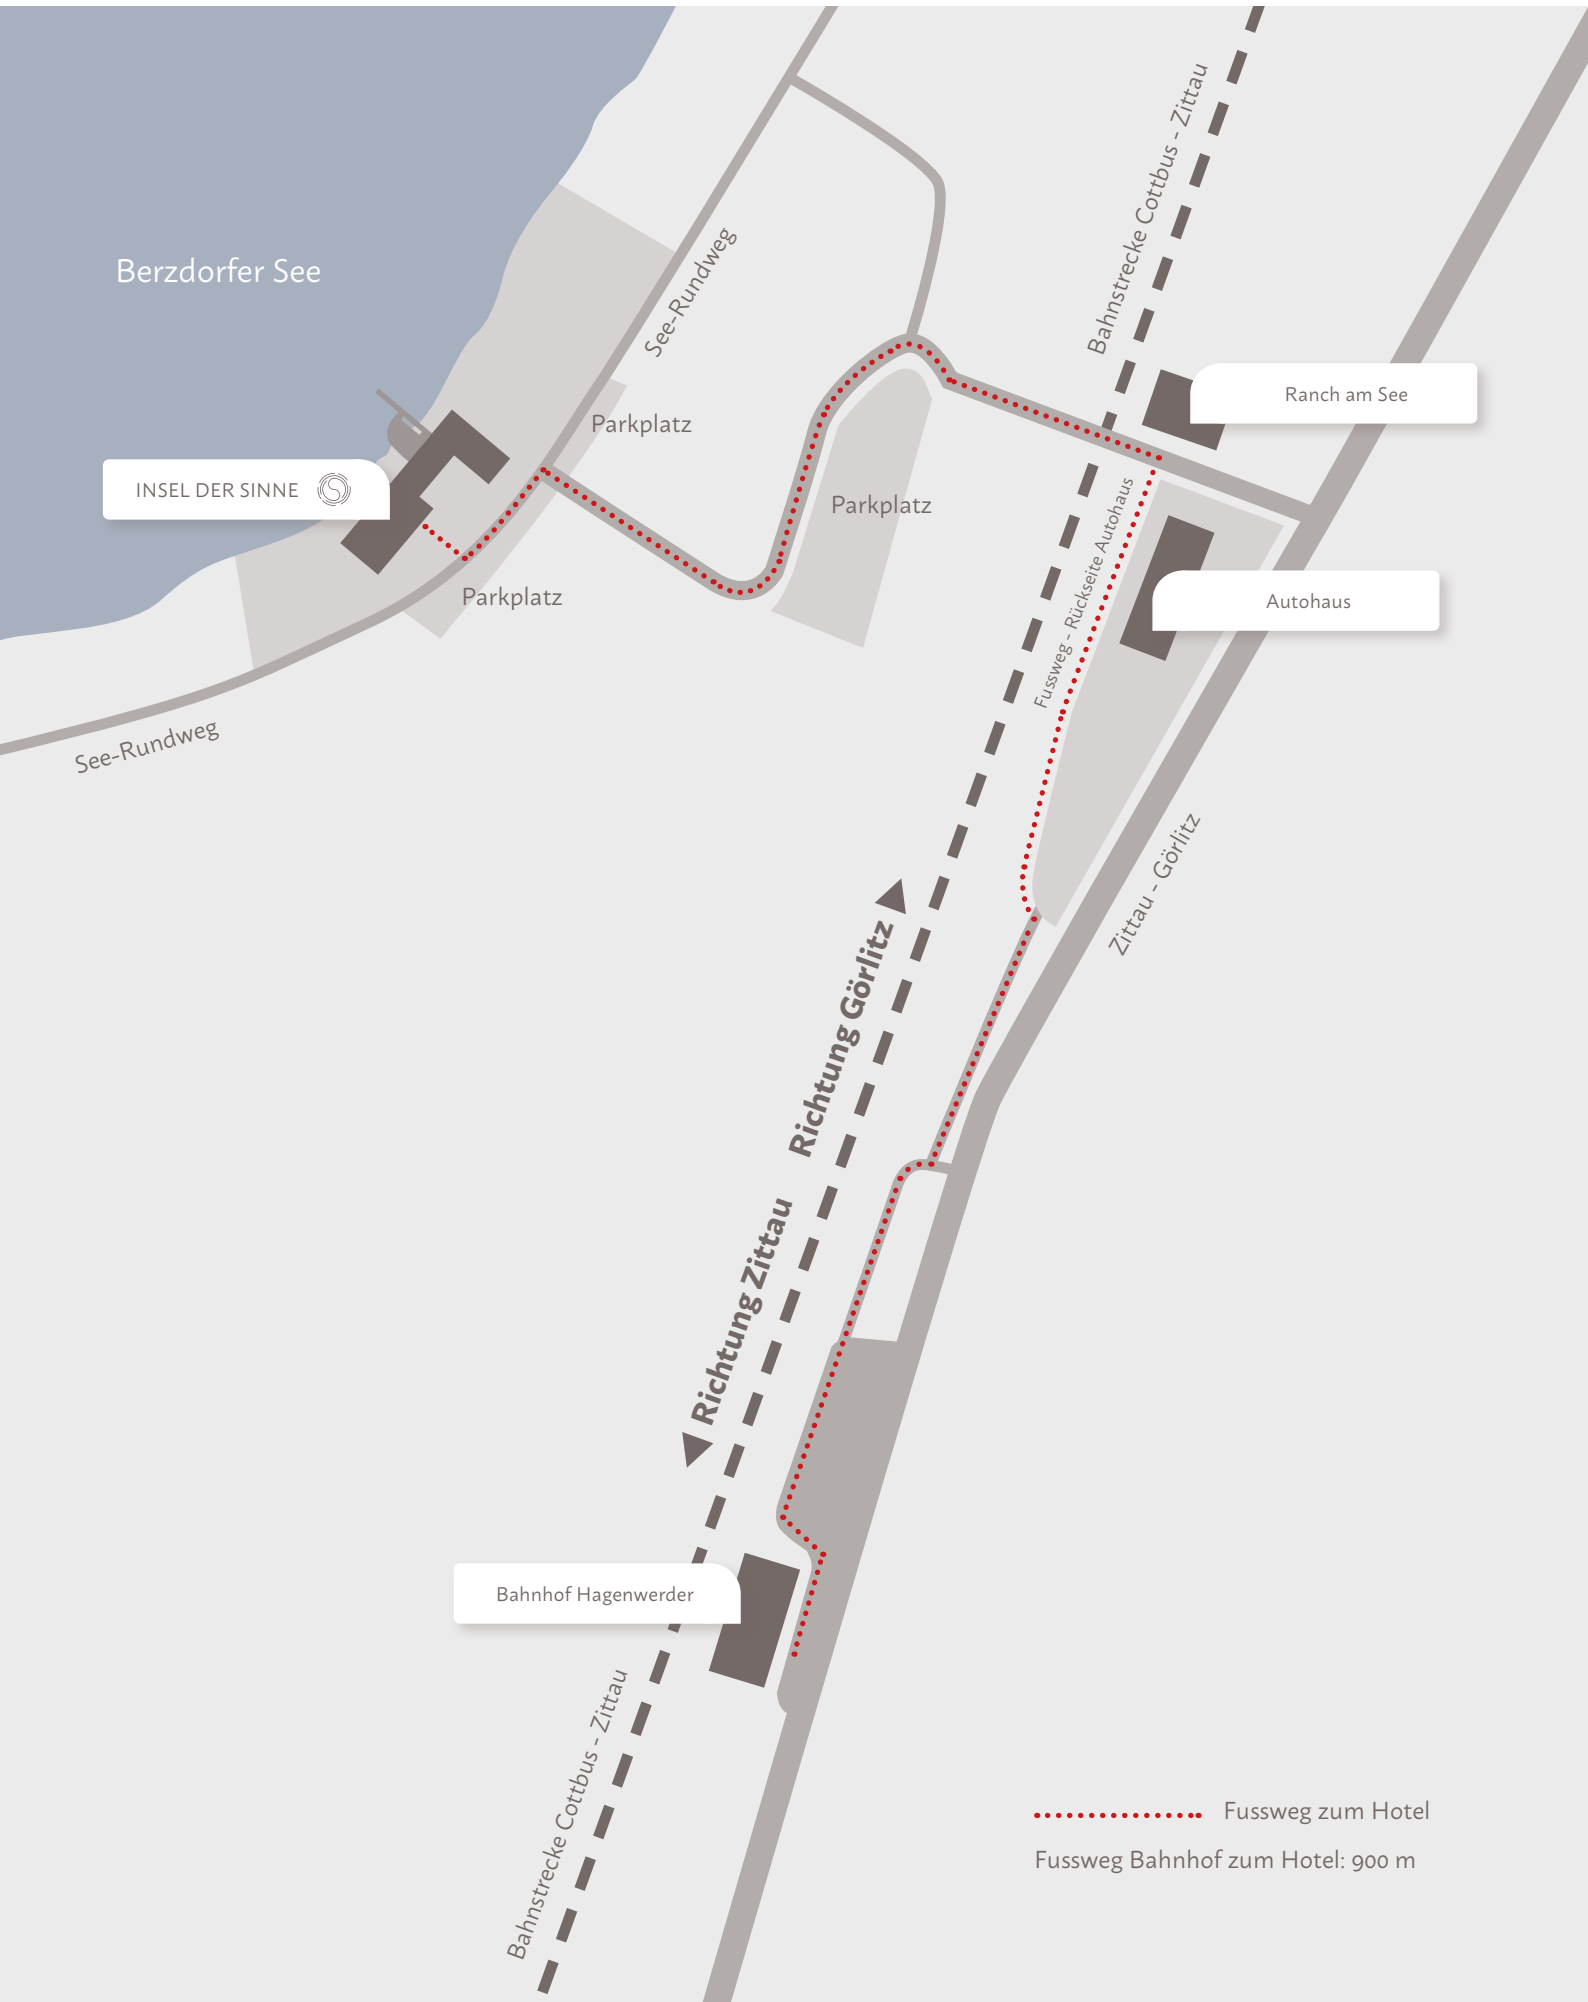 Bahnstrecke Cottbus - Zittau
Berzdorfer See
See-Rundweg
Ranch am See
Parkplatz
INSEL DER SINNE
Parkplatz
Fussweg - Rückseite Autohaus
Parkplatz
Autohaus
See-Rundweg
Zittau - Görlitz
Richtung Görlitz
Richtung Zittau
Bahnhof Hagenwerder
Bahnstrecke Cottbus - Zittau
Fussweg zum Hotel
Fussweg Bahnhof zum Hotel: 900 m